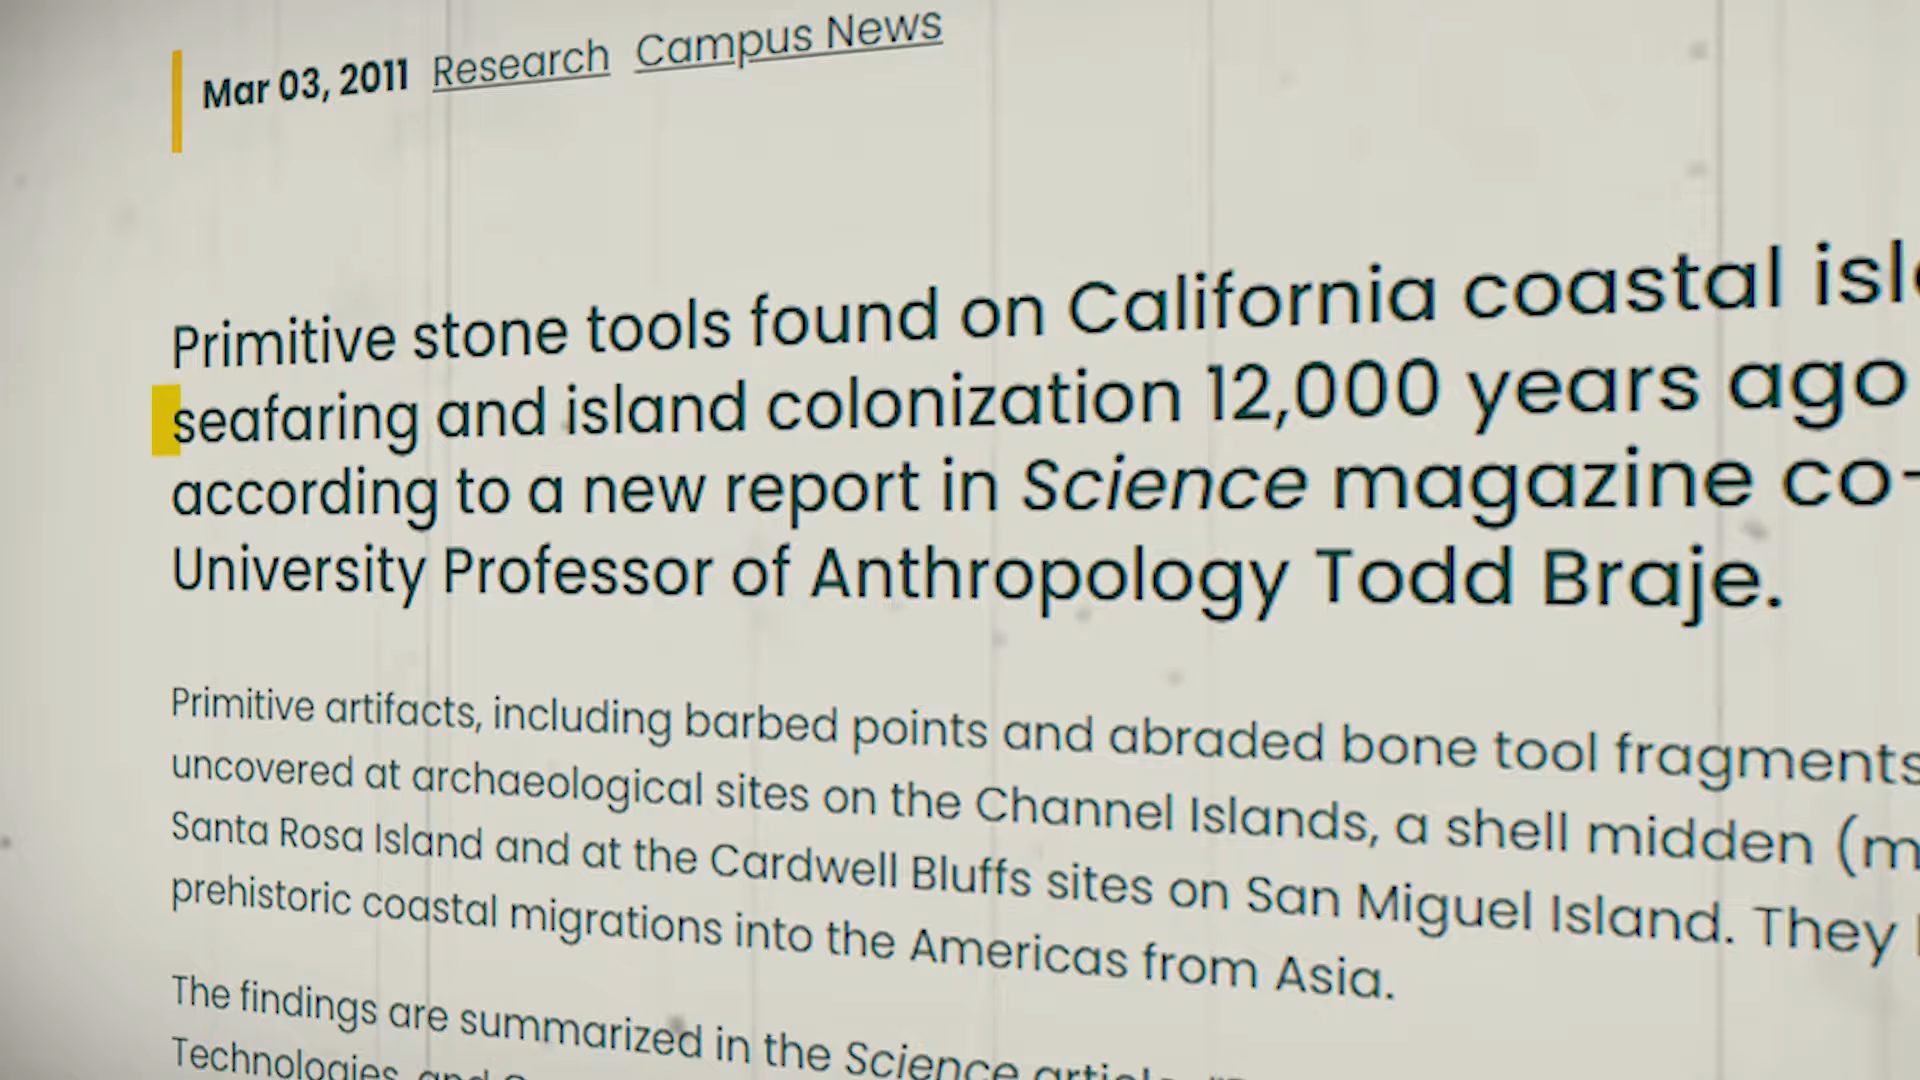 Mar 03, 2011 Research Campus News
Primitive stone tools found on California coastal
seafaring and island colonization 12,000 years ago
according to a new report in Science magazine co-
University Professor of Anthropology Todd Braje.
Primitive artifacts, including barbed points and abraded bone tool fragments
uncovered at archaeological sites on the Channel Islands, a shell midden (m
Santa Rosa Island and at the Cardwell Bluffs sites on San Miguel Island. They
prehistoric coastal migrations into the Americas from Asia.
The findings are summarized in the Science article,
Technologies, and